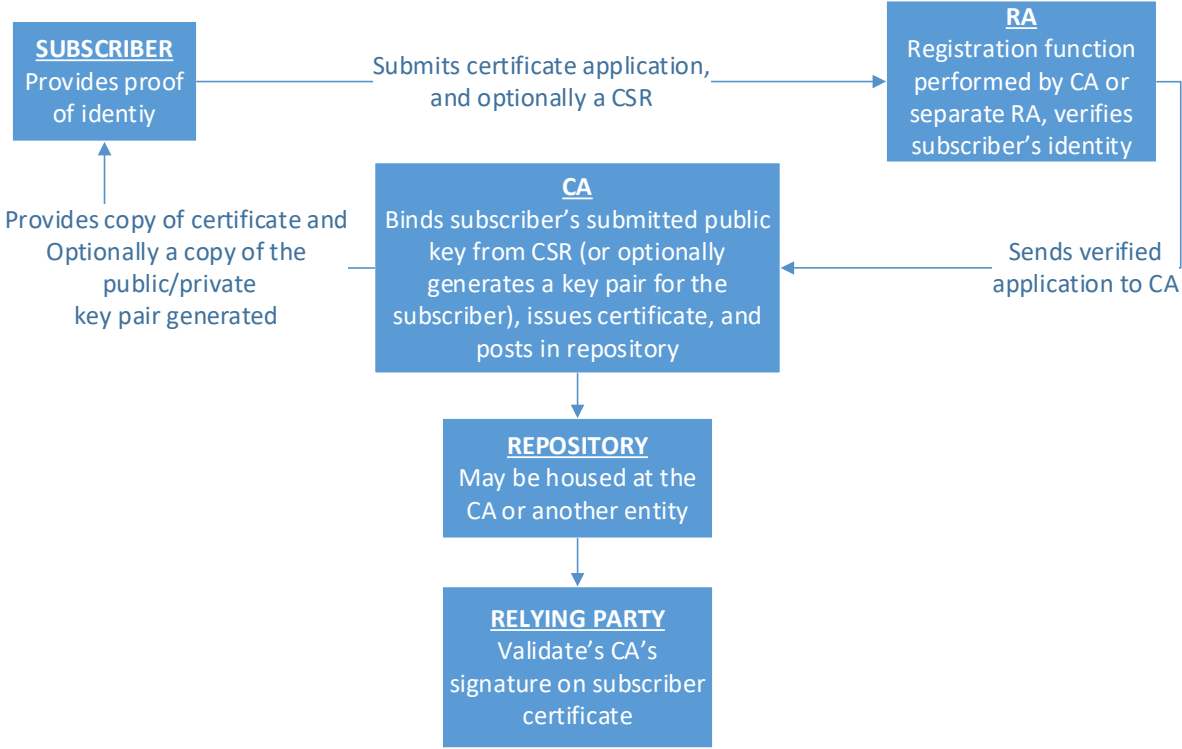 SUBSCRIBER
Provides proof
of identiy
Submits certificate application,
and optionally a CSR
RA
Registration function
performed by CA or
separate RA, verifies
subscriber’s identity
Provides copy of certificate and
Optionally a copy of the
public/private
key pair generated
CA
Binds subscriber’s submitted public
key from CSR (or optionally
generates a key pair for the
subscriber), issues certificate, and
posts in repository
Sends verified
application to CA
REPOSITORY
May be housed at the
CA or another entity
RELYING PARTY
Validate’s CA’s
signature on subscriber
certificate